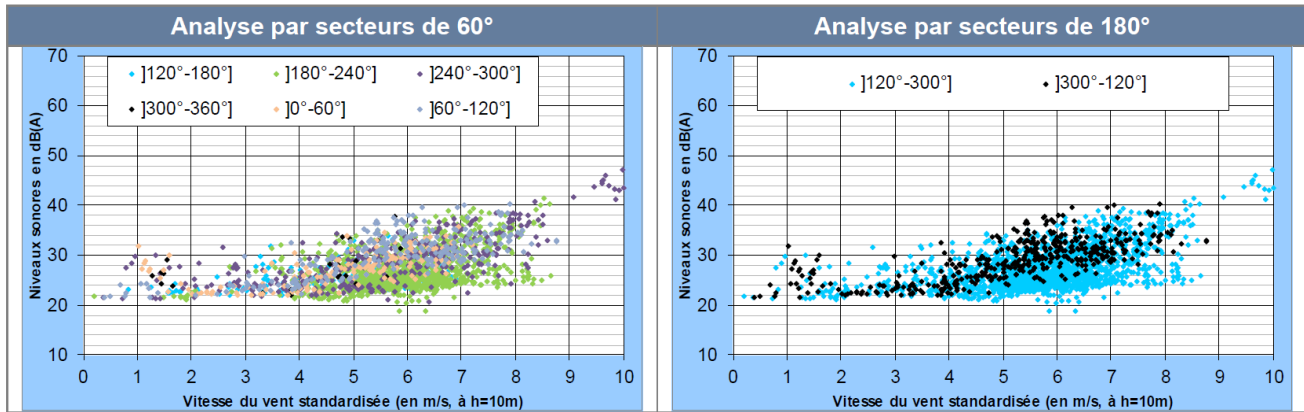 Analyse par secteurs de 60°
70
60
50
40
30
20
10
Niveaux sonores en dB(A)
]120°-180°] ]180°-240°] ]240°-300°]
]300°-360°] ]0°-60°] ]60°-120°]
0 1 2 3 4 5 6 7 8 9 10
Vitesse du vent standardisée (en m/s, à h=10m)
Analyse par secteurs de 180°
70
60
50
40
30
20
10
Niveaux sonores en dB(A)
]120°-300°] ]300°-120°]
0 1 2 3 4 5 6 7 8 9 10
Vitesse du vent standardisée (en m/s, à h=10m)